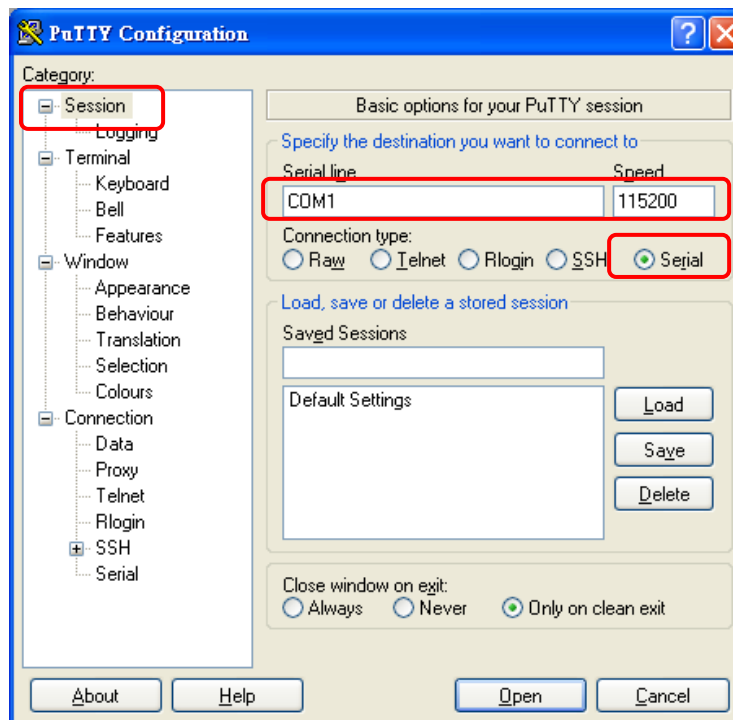 PuTTY Configuration
Category:
Session
Logging
Terminal
Keyboard
Bell
Features
Window
Appearance
Behaviour
Translation
Selection
Colours
Connection
Data
Proxy
Telnet
Rlogin
SSH
Serial
Basic options for your PuTTY session
Specify the destination you want to connect to
Serial line Speed
COM1 115200
Connection type:
Raw Telnet Rlogin SSH Serial
Load, save or delete a stored session
Saved Sessions
Default Settings
Load
Save
Delete
Close window on exit:
Always Never Only on clean exit
About Help Open Cancel